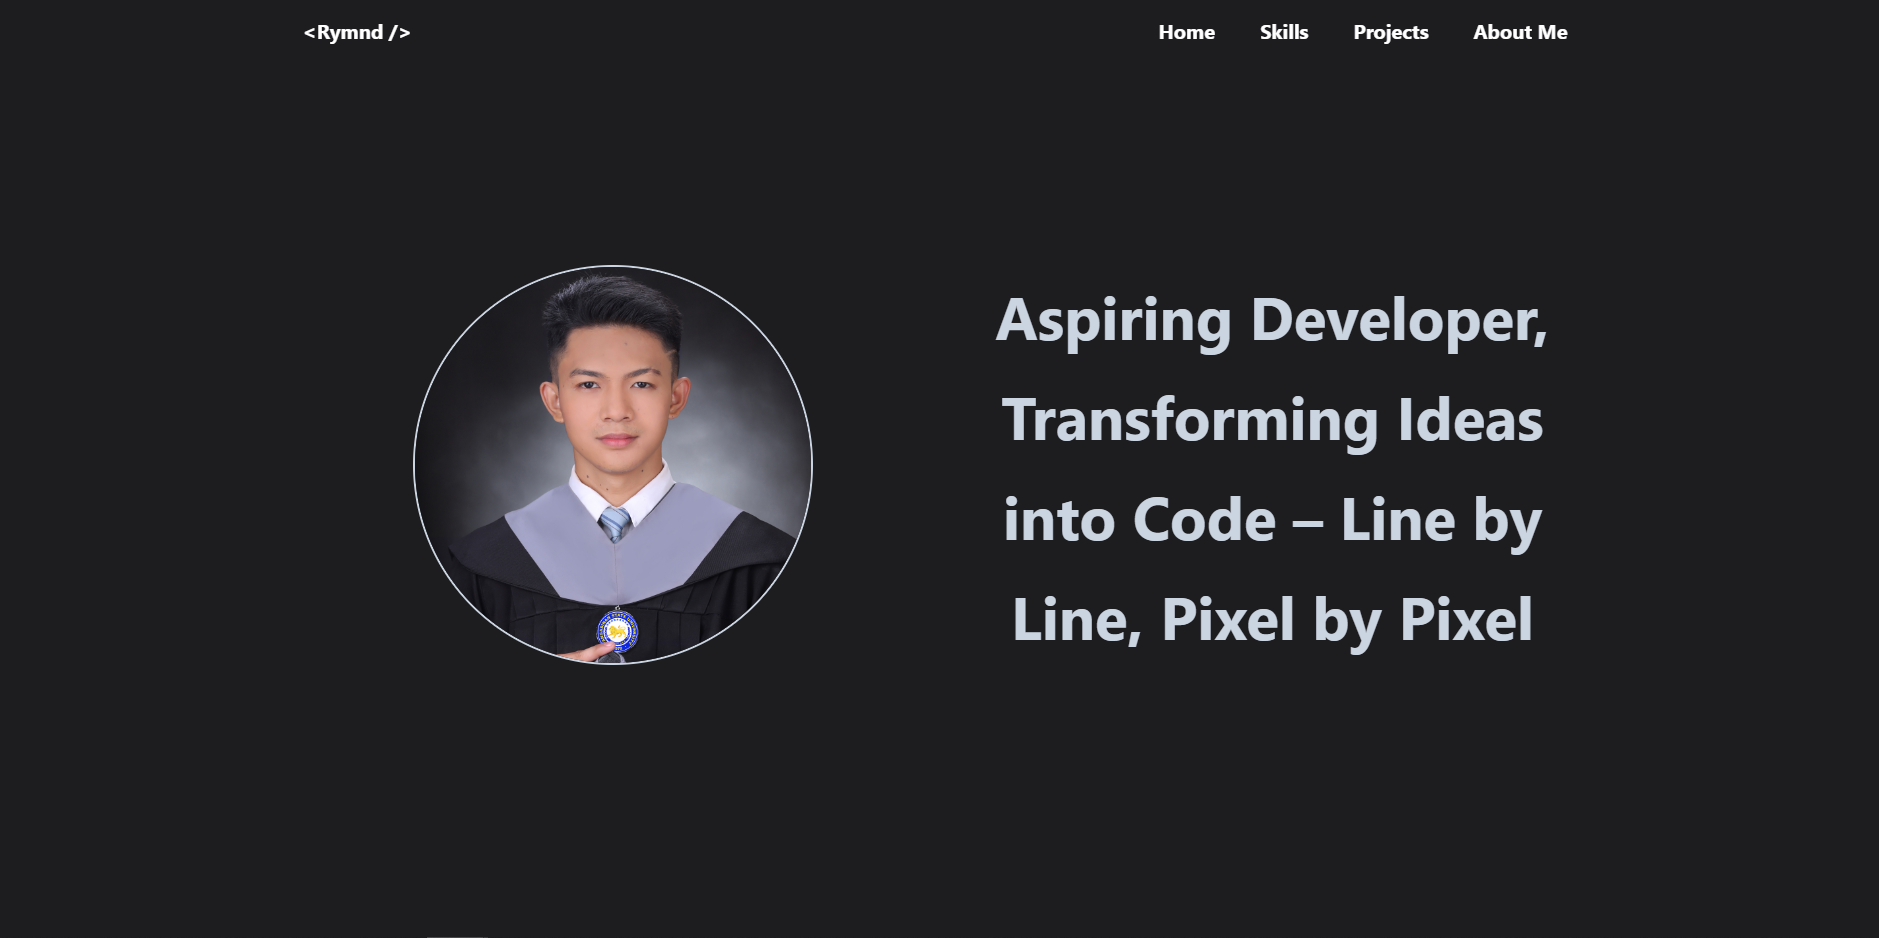 <Rymnd />
Home Skills Projects About Me
Aspiring Developer,
Transforming Ideas
into Code – Line by
Line, Pixel by Pixel